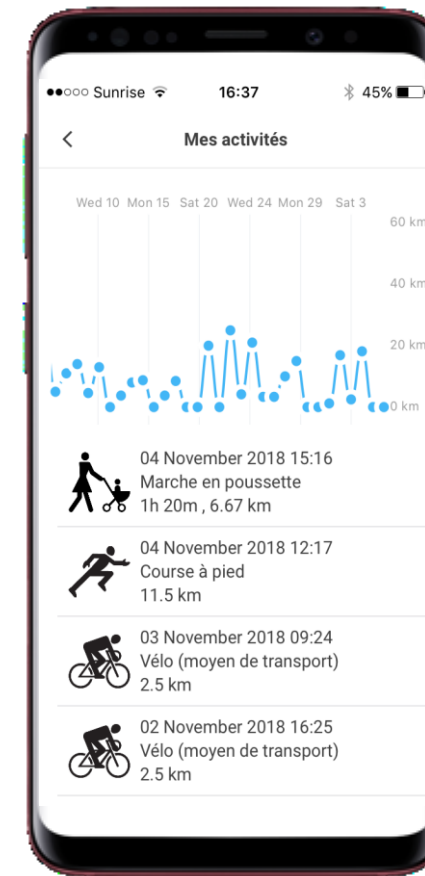 Sunrise 16:37 45%
Mes activités
Wed 10 Mon 15 Sat 20 Wed 24 Mon 29 Sat 3
60 km
40 km
20 km
0 km
04 November 2018 15:16
Marche en poussette
1h 20m , 6.67 km
04 November 2018 12:17
Course à pied
11.5 km
03 November 2018 09:24
Vélo (moyen de transport)
2.5 km
02 November 2018 16:25
Vélo (moyen de transport)
2.5 km